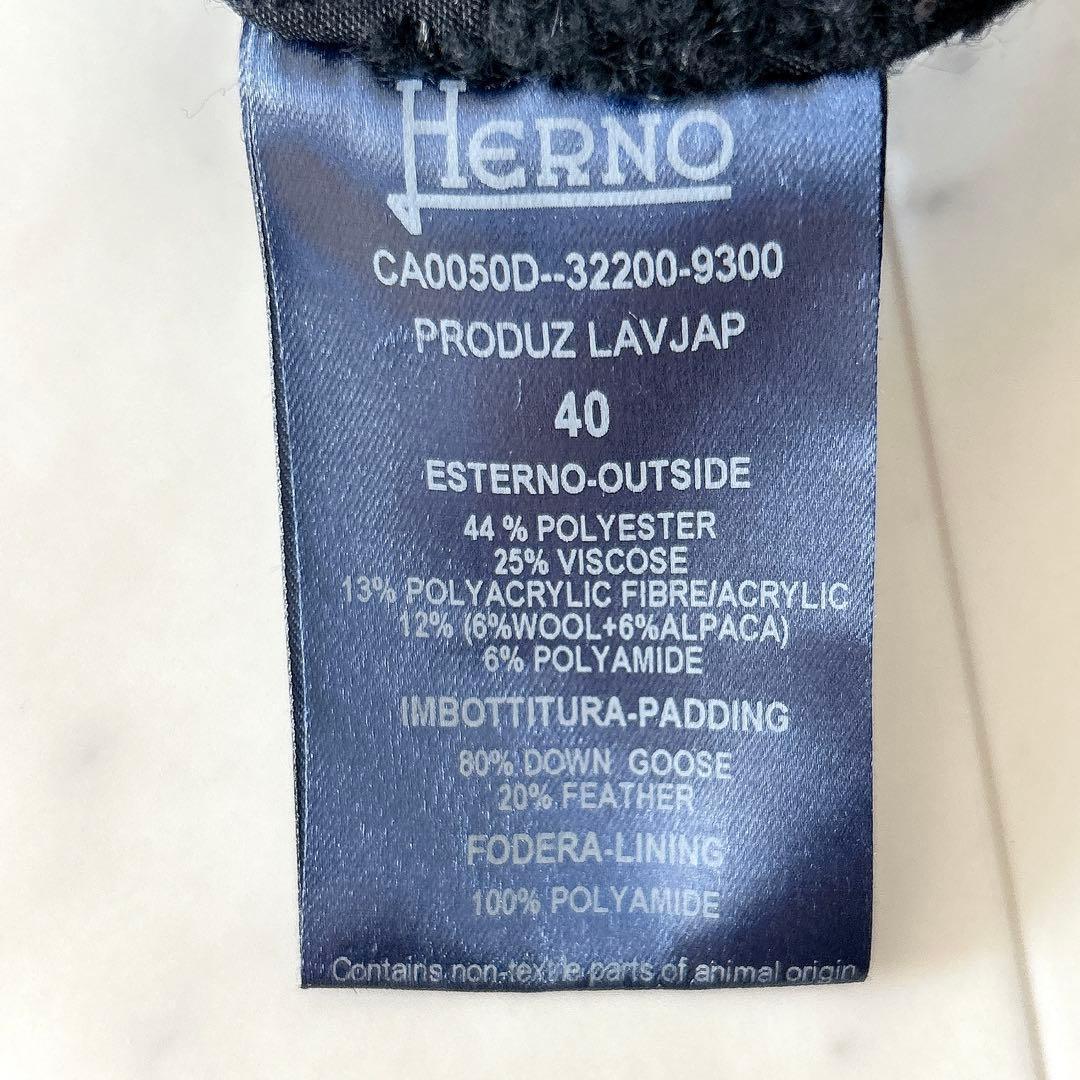 HERNO
CA0050D--32200-9300
PRODUZ LAVJAP
40
ESTERNO-OUTSIDE
44 % POLYESTER
25% VISCOSE
13% POLYACRYLIC FIBRE/ACRYLIC
12% (6%WOOL+6%ALPACA)
6% POLYAMIDE
IMBOTTITURA-PADDING
80% DOWN GOOSE
20% FEATHER
FODERA-LINING
100% POLYAMIDE
Contains non-textile parts of animal origin